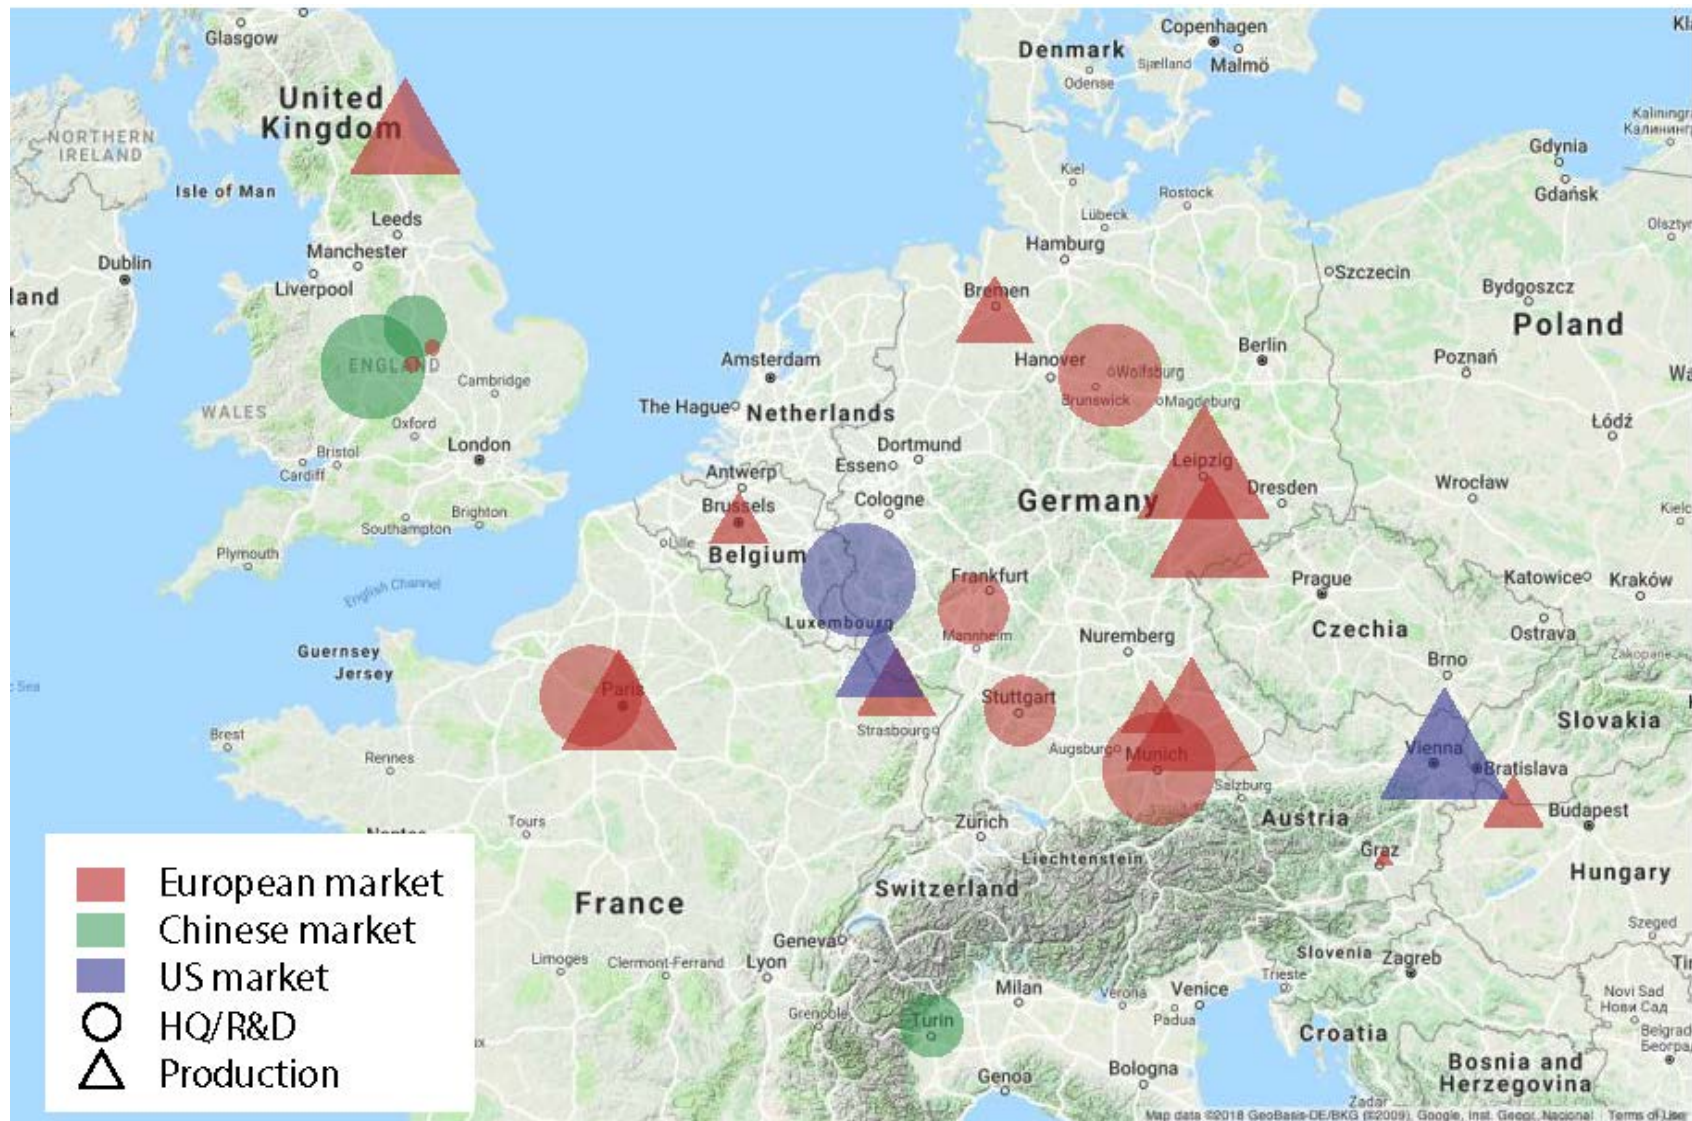 Glasgow
United
Kingdom
NORTHERN
IRELAND
Isle of Man
Leeds
Manchester
Dublin
Liverpool
land
ENGLAND
Cambridge
WALES
Oxford
Bristol
London
Cardiff
Southampton
Brighton
Plymouth
English Channel
Guernsey
Jersey
Brest
Rennes
Paris
Tours
France
Limoges
Clermont-Ferrand
Lyon
Grenoble
Geneva
Copenhagen
Denmark
Sjælland
Malmö
Odense
Kiel
Rostock
Lübeck
Hamburg
Szczecin
Gdynia
Gdańsk
Bydgoszcz
Poland
Poznań
Łódź
Wrocław
Katowice
Kraków
Bremen
Hanover
Wolfsburg
Brunswick
Magdeburg
Berlin
Amsterdam
The Hague
Netherlands
Dortmund
Essen
Antwerp
Brussels
Cologne
Lille
Belgium
Germany
Leipzig
Dresden
Frankfurt
Luxembourg
Mannheim
Nuremberg
Prague
Czechia
Ostrava
Zakopane
Brno
Slovakia
Stuttgart
Strasbourg
Augsburg
Munich
Salzburg
Vienna
Bratislava
Budapest
Austria
Zürich
Liechtenstein
Graz
Switzerland
Hungary
Szeged
Slovenia
Zagreb
Trieste
Milan
Verona
Venice
Padua
Turin
Croatia
Novi Sad
Нови Сад
Bologna
Genoa
Bosnia and
Herzegovina
Zadar
European market
Chinese market
US market
HQ/R&D
Production
Map data ©2018 GeoBasis-DE/BKG (©2009), Google, Inst. Geogr. Nacional
Terms of Use